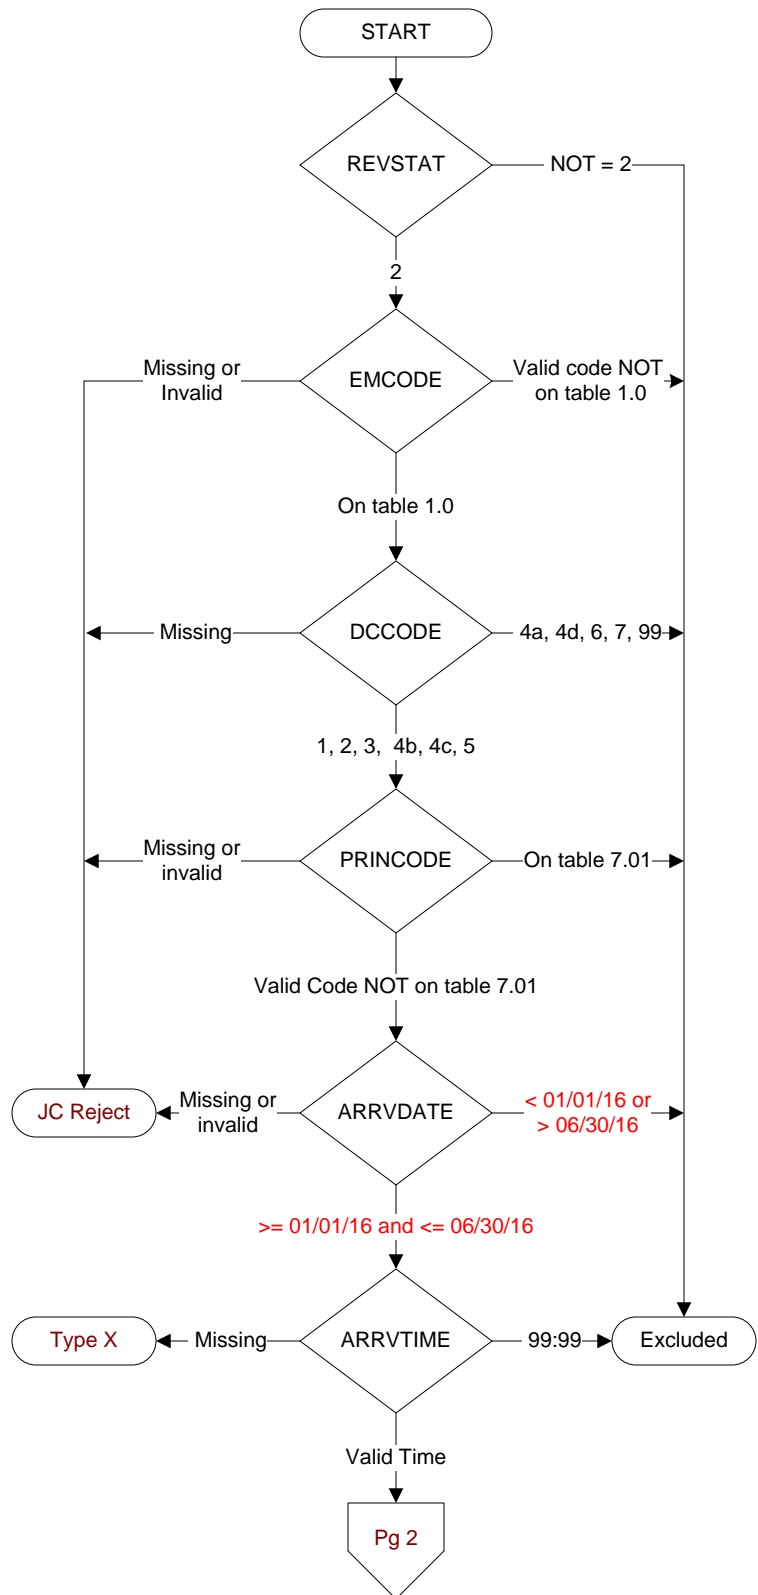 START
REVSTAT
NOT = 2
2
Missing or
Invalid
EMCODE
Valid code NOT
on table 1.0
On table 1.0
Missing
DCCODE
4a, 4d, 6, 7, 99
1, 2, 3,  4b, 4c, 5
Missing or
invalid
PRINCODE
On table 7.01
Valid Code NOT on table 7.01
JC Reject
Missing or
invalid
ARRVDATE
< 01/01/16 or
> 06/30/16
>= 01/01/16 and <= 06/30/16
Type X
Missing
ARRVTIME
99:99
Excluded
Valid Time
Pg 2